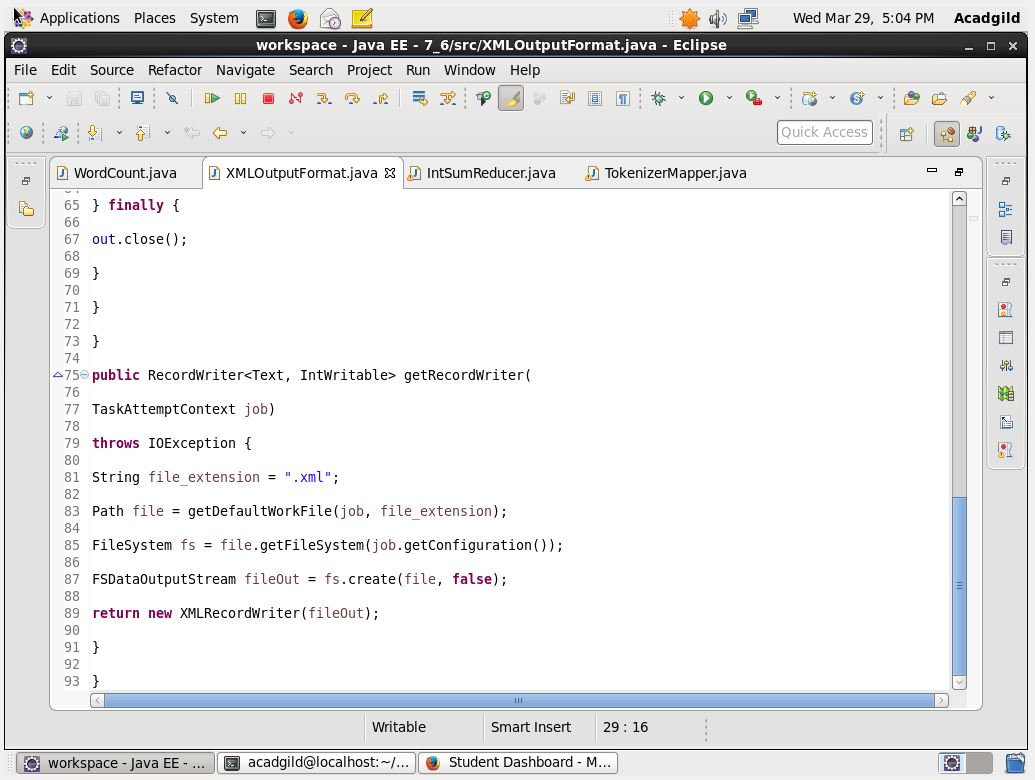 Applications Places System
Wed Mar 29, 5:04 PM Acadgild
workspace - Java EE - 7_6/src/XMLOutputFormat.java - Eclipse
File Edit Source Refactor Navigate Search Project Run Window Help
Quick Access
WordCount.java XMLOutputFormat.java IntSumReducer.java TokenizerMapper.java
65 } finally {
66
67 out.close();
68
69 }
70
71 }
72
73 }
74
75 public RecordWriter<Text, IntWritable> getRecordWriter(
76
77 TaskAttemptContext job)
78
79 throws IOException {
80
81 String file_extension = ".xml";
82
83 Path file = getDefaultWorkFile(job, file_extension);
84
85 FileSystem fs = file.getFileSystem(job.getConfiguration());
86
87 FSDataOutputStream fileOut = fs.create(file, false);
88
89 return new XMLRecordWriter(fileOut);
90
91 }
92
93 }
Writable Smart Insert 29 : 16
workspace - Java EE - ... acadgild@localhost:~/... Student Dashboard - M...